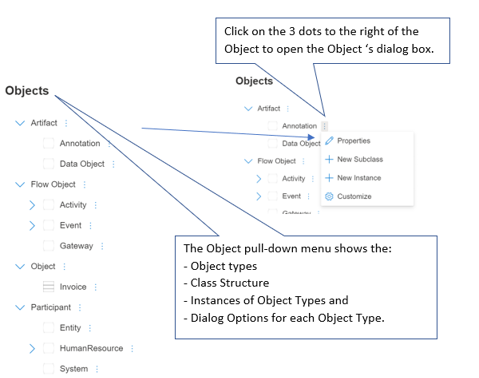 Click on the 3 dots to the right of the
Object to open the Object ‘s dialog box.
Objects
Artifact
Annotation
Data Object
Flow Object
Activity
Event
Gateway
Object
Invoice
Participant
Entity
HumanResource
System
Objects
Artifact
Annotation
Data Object
Flow Object
Activity
Event
Gateway
Properties
New Subclass
New Instance
Customize
The Object pull-down menu shows the:
- Object types
- Class Structure
- Instances of Object Types and
- Dialog Options for each Object Type.